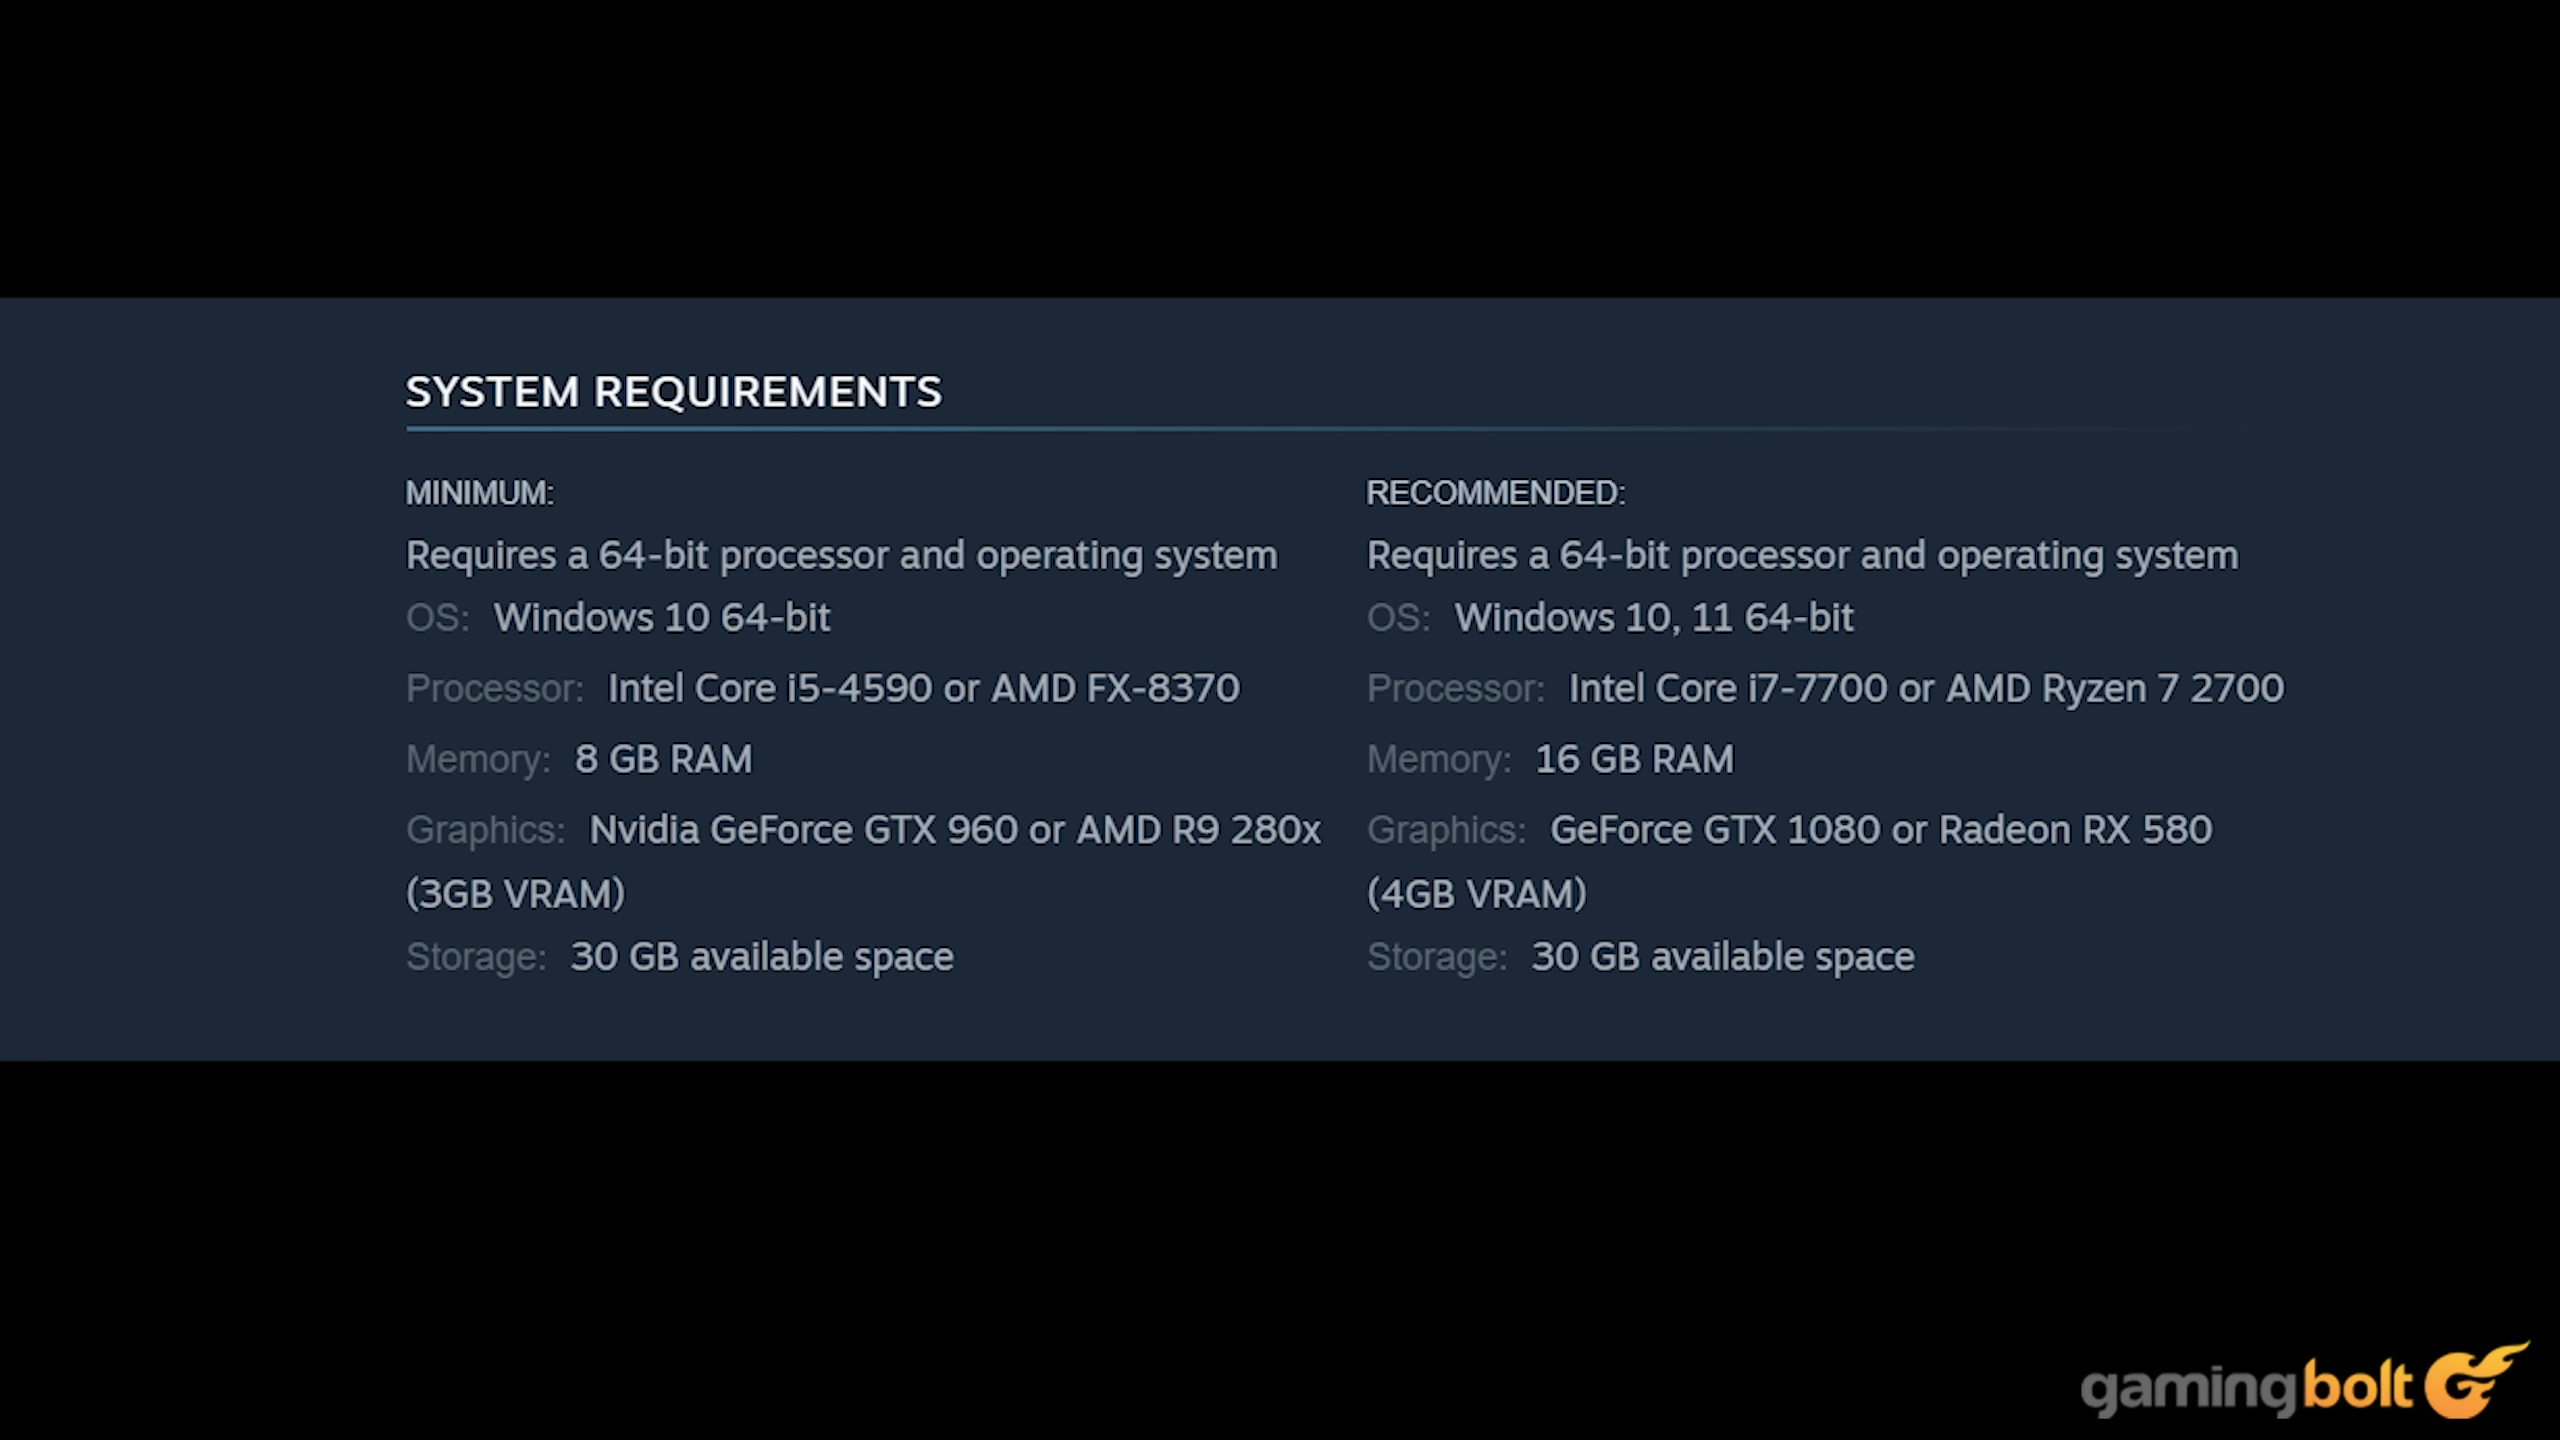 SYSTEM REQUIREMENTS
MINIMUM:
Requires a 64-bit processor and operating system
OS: Windows 10 64-bit
Processor: Intel Core i5-4590 or AMD FX-8370
Memory: 8 GB RAM
Graphics: Nvidia GeForce GTX 960 or AMD R9 280x
(3GB VRAM)
Storage: 30 GB available space
RECOMMENDED:
Requires a 64-bit processor and operating system
OS: Windows 10, 11 64-bit
Processor: Intel Core i7-7700 or AMD Ryzen 7 2700
Memory: 16 GB RAM
Graphics: GeForce GTX 1080 or Radeon RX 580
(4GB VRAM)
Storage: 30 GB available space
gamingbolt